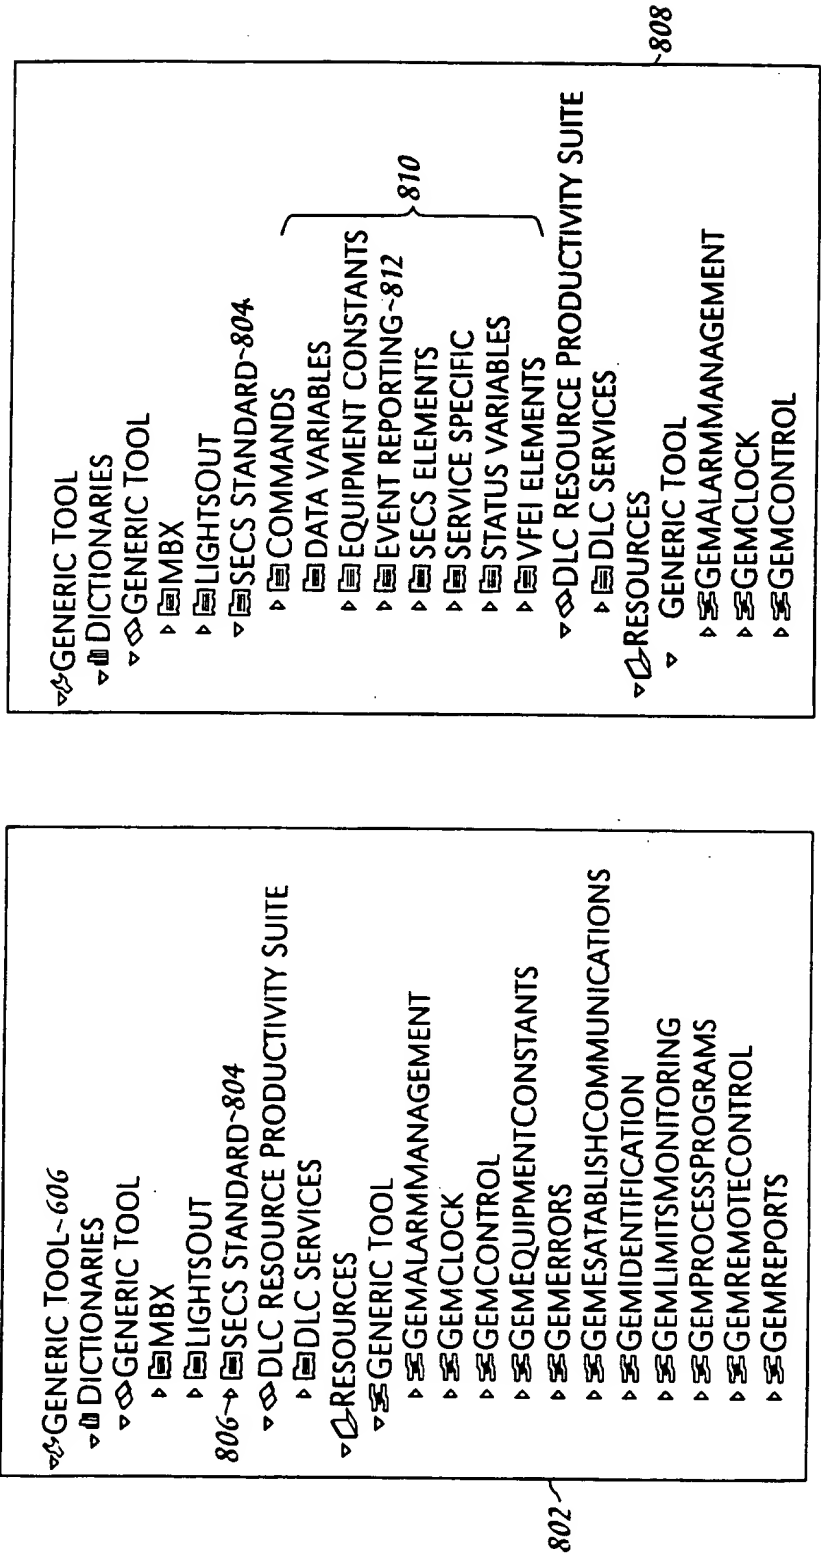 GENERIC TOOL~606
DICTIONARIES
GENERIC TOOL
MBX
LIGHTSOUT
806 SECS STANDARD~804
DLC RESOURCE PRODUCTIVITY SUITE
DLC SERVICES
RESOURCES
GENERIC TOOL
GEMALARMMANAGEMENT
GEMCLOCK
GEMCONTROL
GEMEQUIPMENTCONSTANTS
GEMERRORS
GEMESATABLISHCOMMUNICATIONS
GEMIDENTIFICATION
GEMLIMITSMONITORING
GEMPROCESSPROGRAMS
GEMREMOTECONTROL
GEMREPORTS
802
GENERIC TOOL
DICTIONARIES
GENERIC TOOL
MBX
LIGHTSOUT
SECS STANDARD~804
COMMANDS
DATA VARIABLES
EQUIPMENT CONSTANTS
EVENT REPORTING~812
SECS ELEMENTS
SERVICE SPECIFIC
STATUS VARIABLES
VFEI ELEMENTS
810
DLC RESOURCE PRODUCTIVITY SUITE
DLC SERVICES
RESOURCES
GENERIC TOOL
GEMALARMMANAGEMENT
GEMCLOCK
GEMCONTROL
808